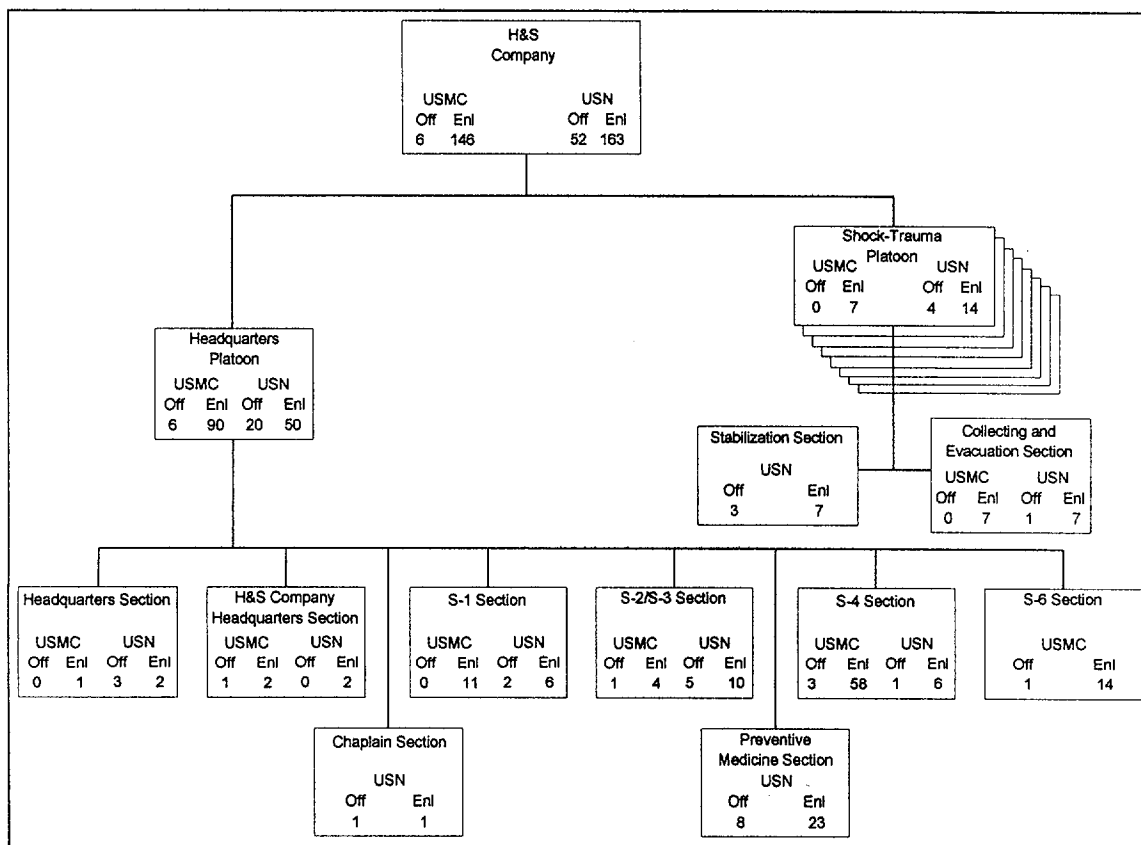 H&S
Company
USMC USN
Off Enl Off Enl
6 146 52 163
Shock-Trauma
Platoon
USMC USN
Off Enl Off Enl
0 7 4 14
Headquarters
Platoon
USMC USN
Off Enl Off Enl
6 90 20 50
Stabilization Section
USN
Off Enl
3 7
Collecting and
Evacuation Section
USMC USN
Off Enl Off Enl
0 7 1 7
Headquarters Section
USMC USN
Off Enl Off Enl
0 1 3 2
H&S Company
Headquarters Section
USMC USN
Off Enl Off Enl
1 2 0 2
S-1 Section
USMC USN
Off Enl Off Enl
0 11 2 6
S-2/S-3 Section
USMC USN
Off Enl Off Enl
1 4 5 10
S-4 Section
USMC USN
Off Enl Off Enl
3 58 1 6
S-6 Section
USMC
Off Enl
1 14
Chaplain Section
USN
Off Enl
1 1
Preventive
Medicine Section
USN
Off Enl
8 23